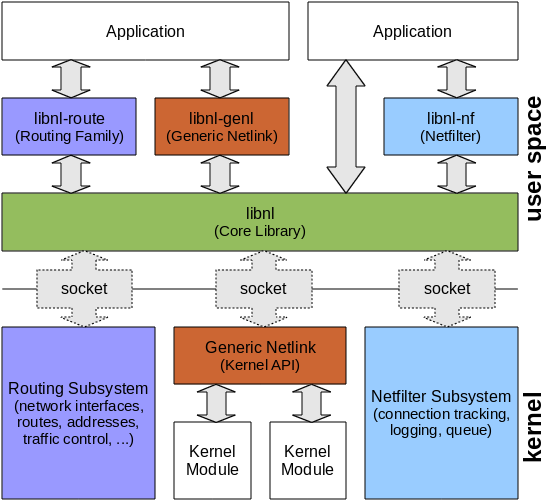 Application
Application
libnl-route
(Routing Family)
libnl-genl
(Generic Netlink)
libnl-nf
(Netfilter)
user space
libnl
(Core Library)
socket
socket
socket
Routing Subsystem
(network interfaces,
routes, addresses,
traffic control, ...)
Generic Netlink
(Kernel API)
Kernel
Module
Kernel
Module
Netfilter Subsystem
(connection tracking,
logging, queue)
kernel